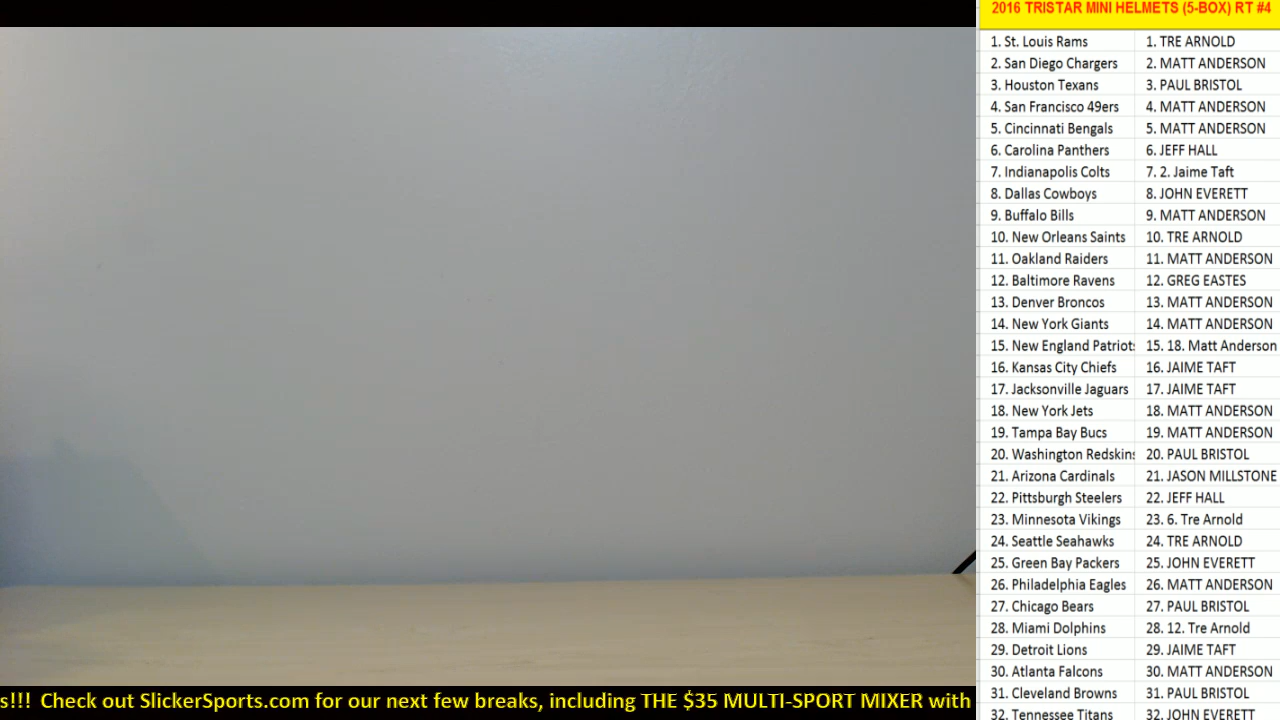 2016 TRISTAR MINI HELMETS (5-BOX) RT #4
1. St. Louis Rams 1. TRE ARNOLD
2. San Diego Chargers 2. MATT ANDERSON
3. Houston Texans 3. PAUL BRISTOL
4. San Francisco 49ers 4. MATT ANDERSON
5. Cincinnati Bengals 5. MATT ANDERSON
6. Carolina Panthers 6. JEFF HALL
7. Indianapolis Colts 7. 2. Jaime Taft
8. Dallas Cowboys 8. JOHN EVERETT
9. Buffalo Bills 9. MATT ANDERSON
10. New Orleans Saints 10. TRE ARNOLD
11. Oakland Raiders 11. MATT ANDERSON
12. Baltimore Ravens 12. GREG EASTES
13. Denver Broncos 13. MATT ANDERSON
14. New York Giants 14. MATT ANDERSON
15. New England Patriots 15. 18. Matt Anderson
16. Kansas City Chiefs 16. JAIME TAFT
17. Jacksonville Jaguars 17. JAIME TAFT
18. New York Jets 18. MATT ANDERSON
19. Tampa Bay Bucs 19. MATT ANDERSON
20. Washington Redskins 20. PAUL BRISTOL
21. Arizona Cardinals 21. JASON MILLSTONE
22. Pittsburgh Steelers 22. JEFF HALL
23. Minnesota Vikings 23. 6. Tre Arnold
24. Seattle Seahawks 24. TRE ARNOLD
25. Green Bay Packers 25. JOHN EVERETT
26. Philadelphia Eagles 26. MATT ANDERSON
27. Chicago Bears 27. PAUL BRISTOL
28. Miami Dolphins 28. 12. Tre Arnold
29. Detroit Lions 29. JAIME TAFT
30. Atlanta Falcons 30. MATT ANDERSON
31. Cleveland Browns 31. PAUL BRISTOL
32. Tennessee Titans 32. JOHN EVERETT
s!!! Check out SlickerSports.com for our next few breaks, including THE $35 MULTI-SPORT MIXER with